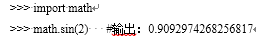 >>> import math
>>> math.sin(2)   #输出：0.9092974268256817